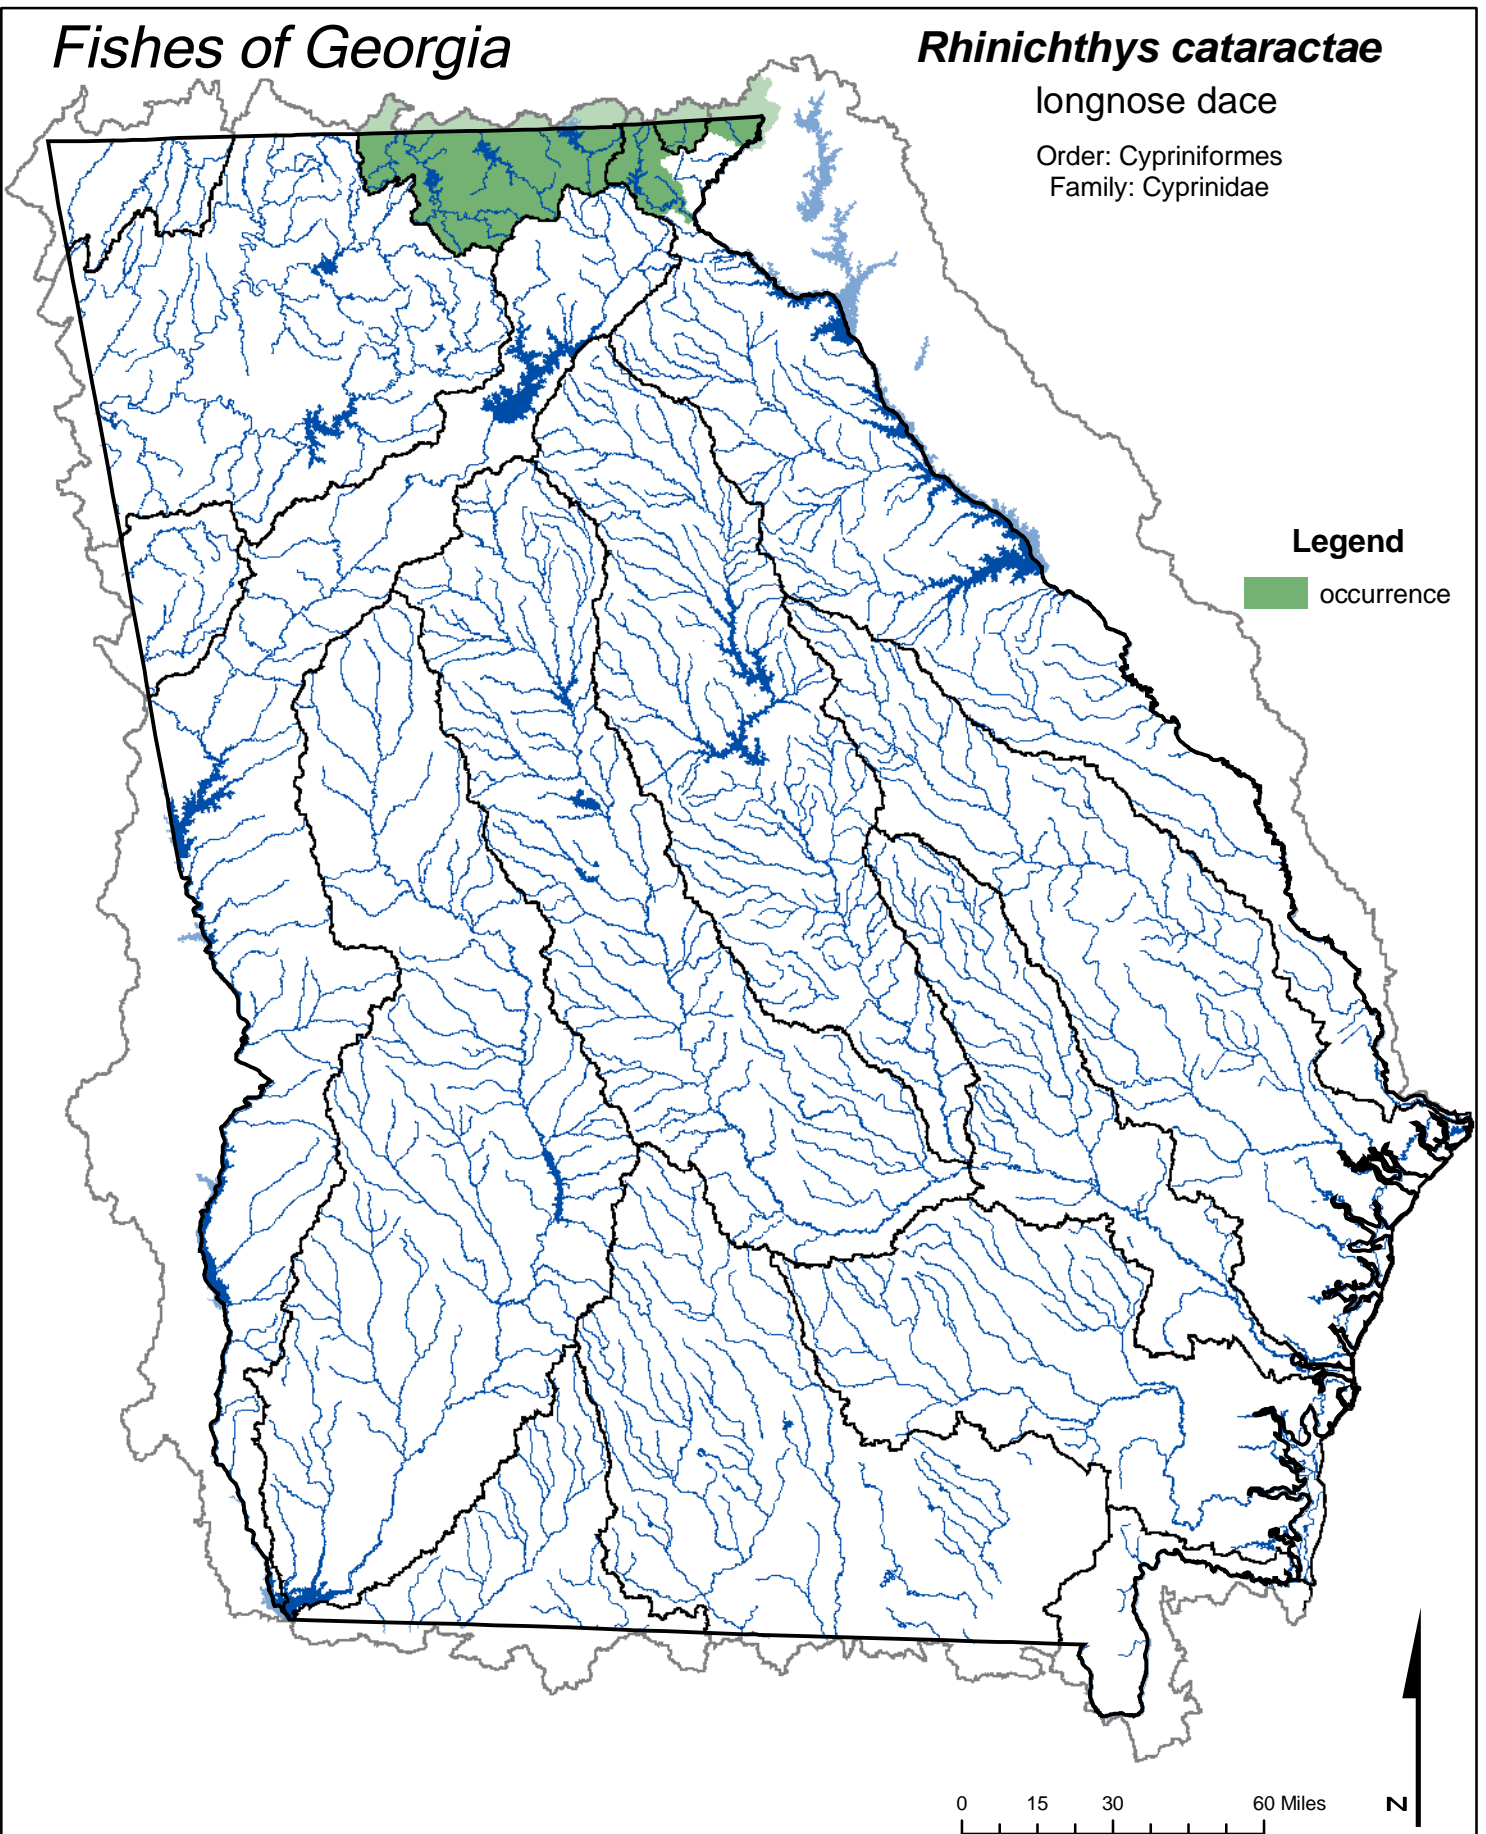 Fishes of Georgia
Rhinichthys cataractae
longnose dace
Order: Cypriniformes
Family: Cyprinidae
Legend
occurrence
0 15 30 60 Miles
N